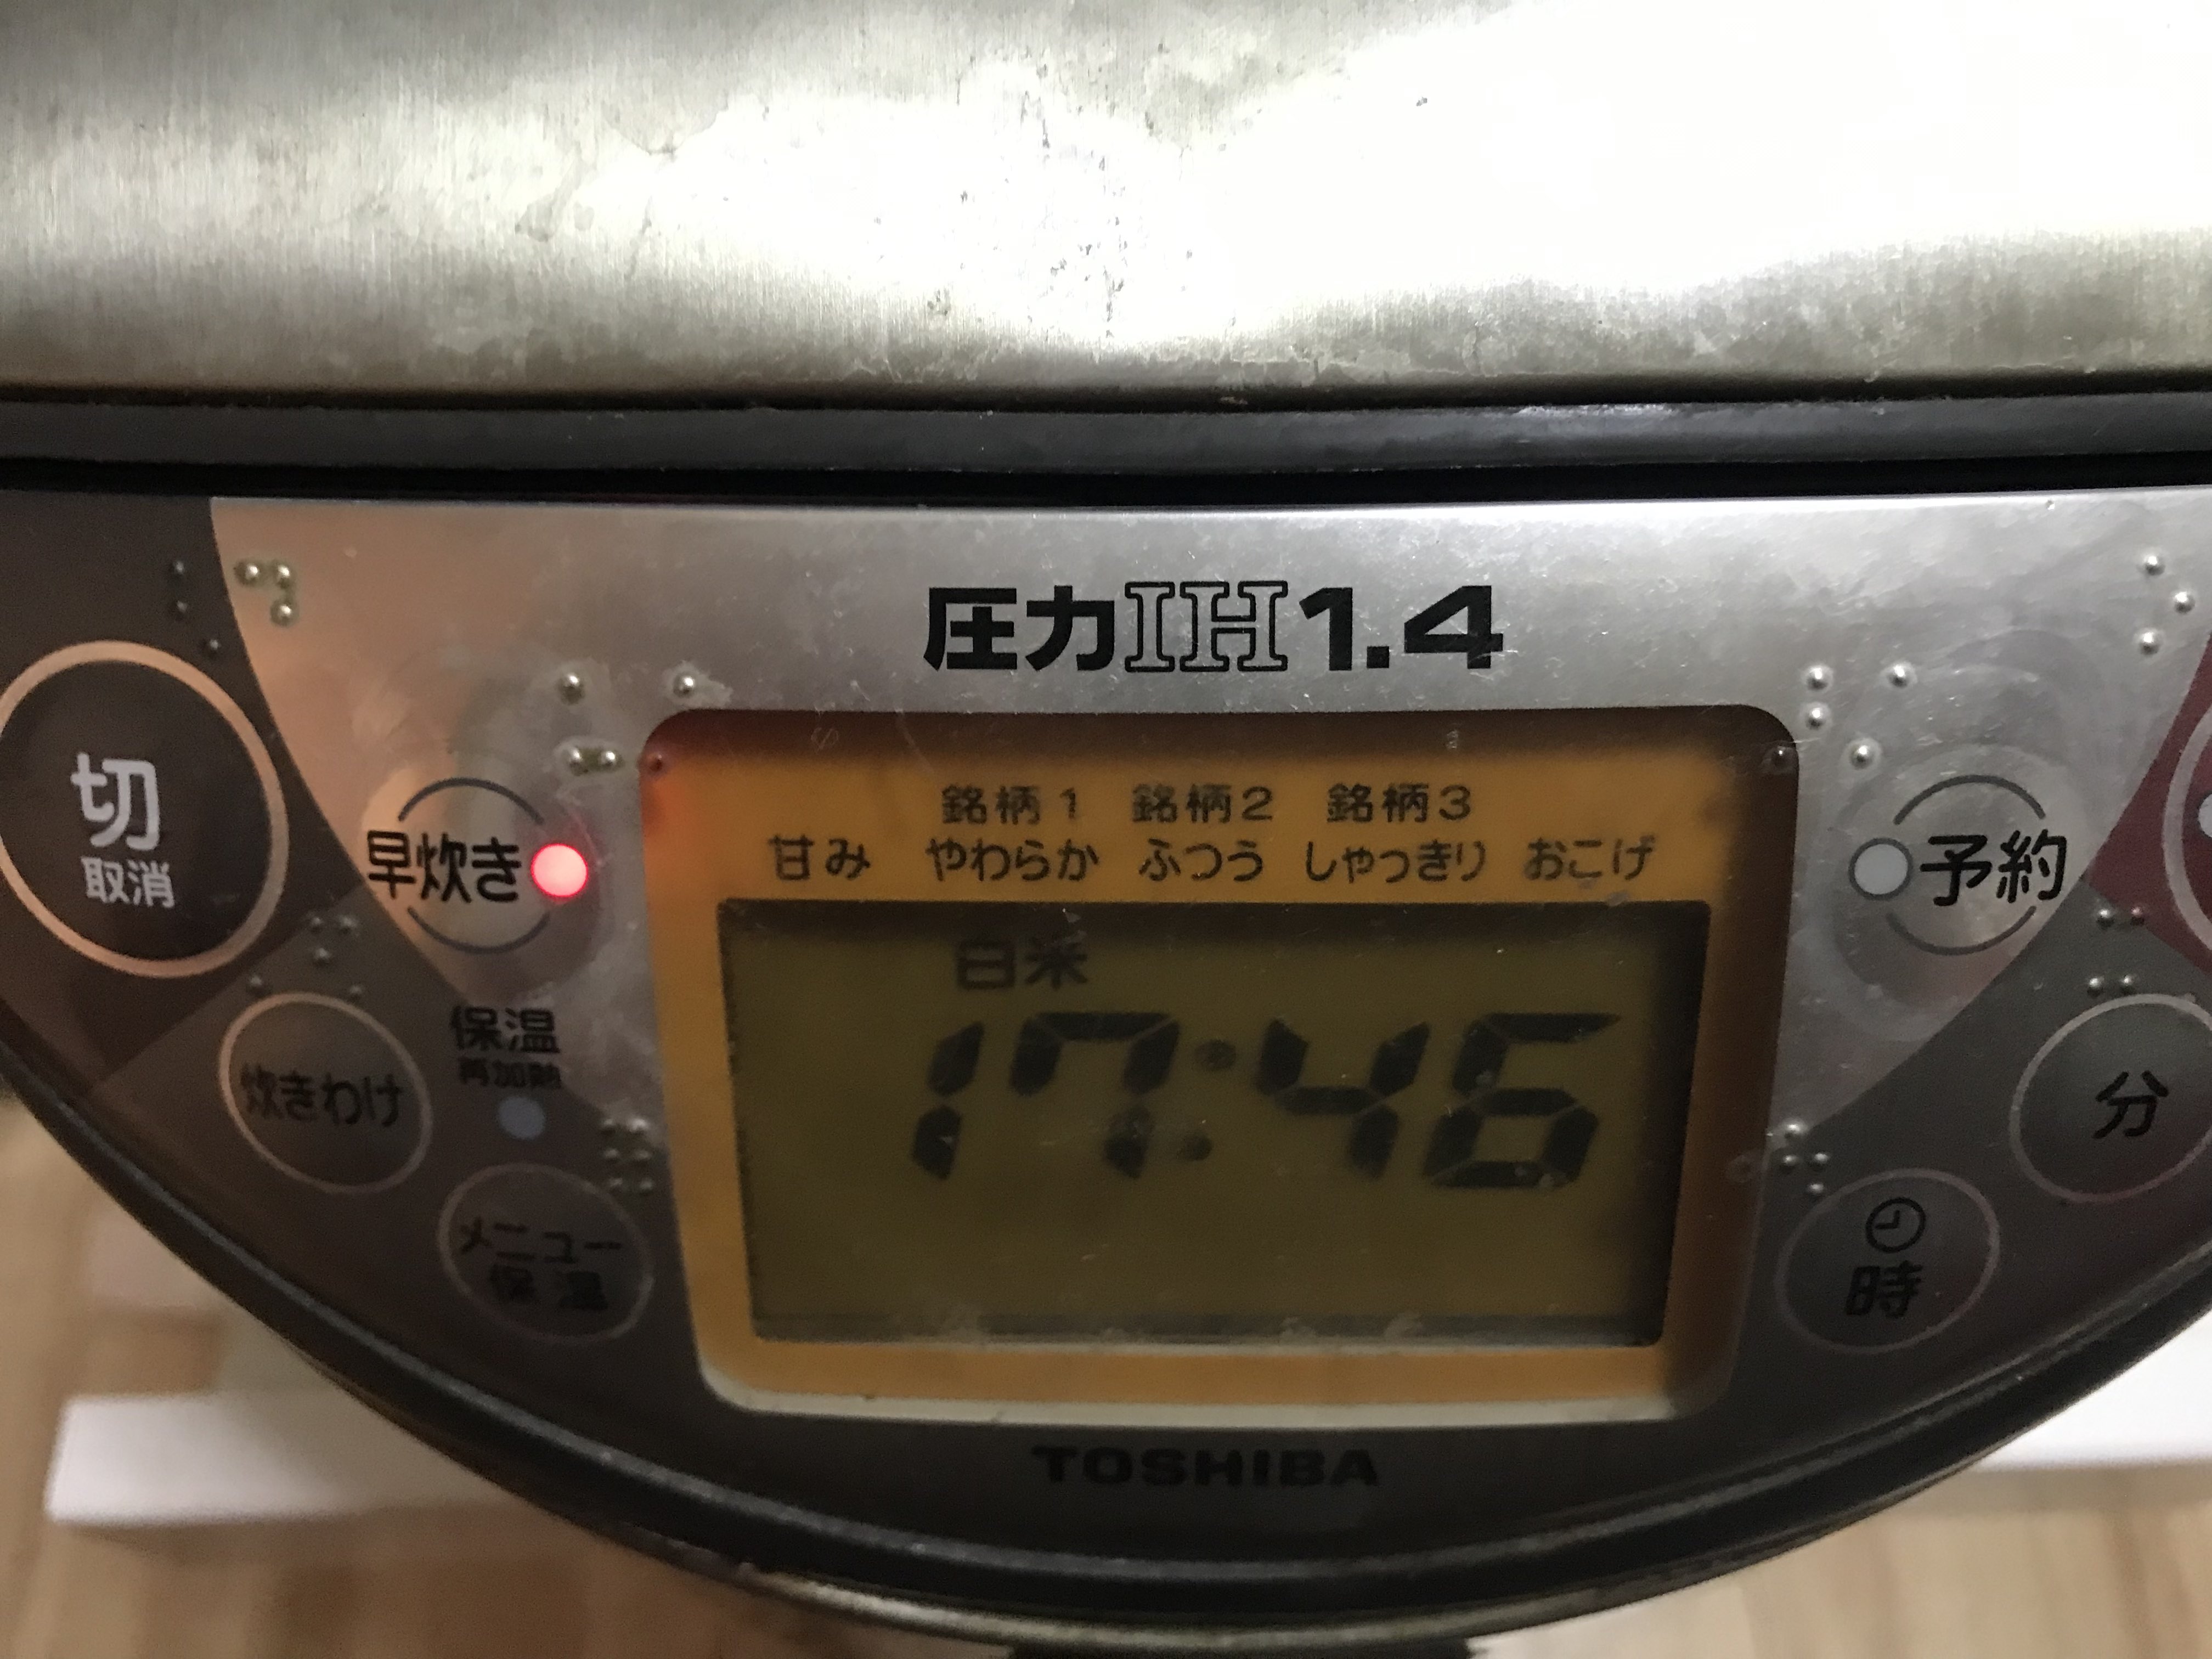 圧力IH1.4
切
取消
早炊き
銘柄1 銘柄2 銘柄3
甘み やわらか ふつう しゃっきり おこげ
予約
白米
17:46
保温
再加熱
炊きわけ
メニュー
保温
分
時
TOSHIBA